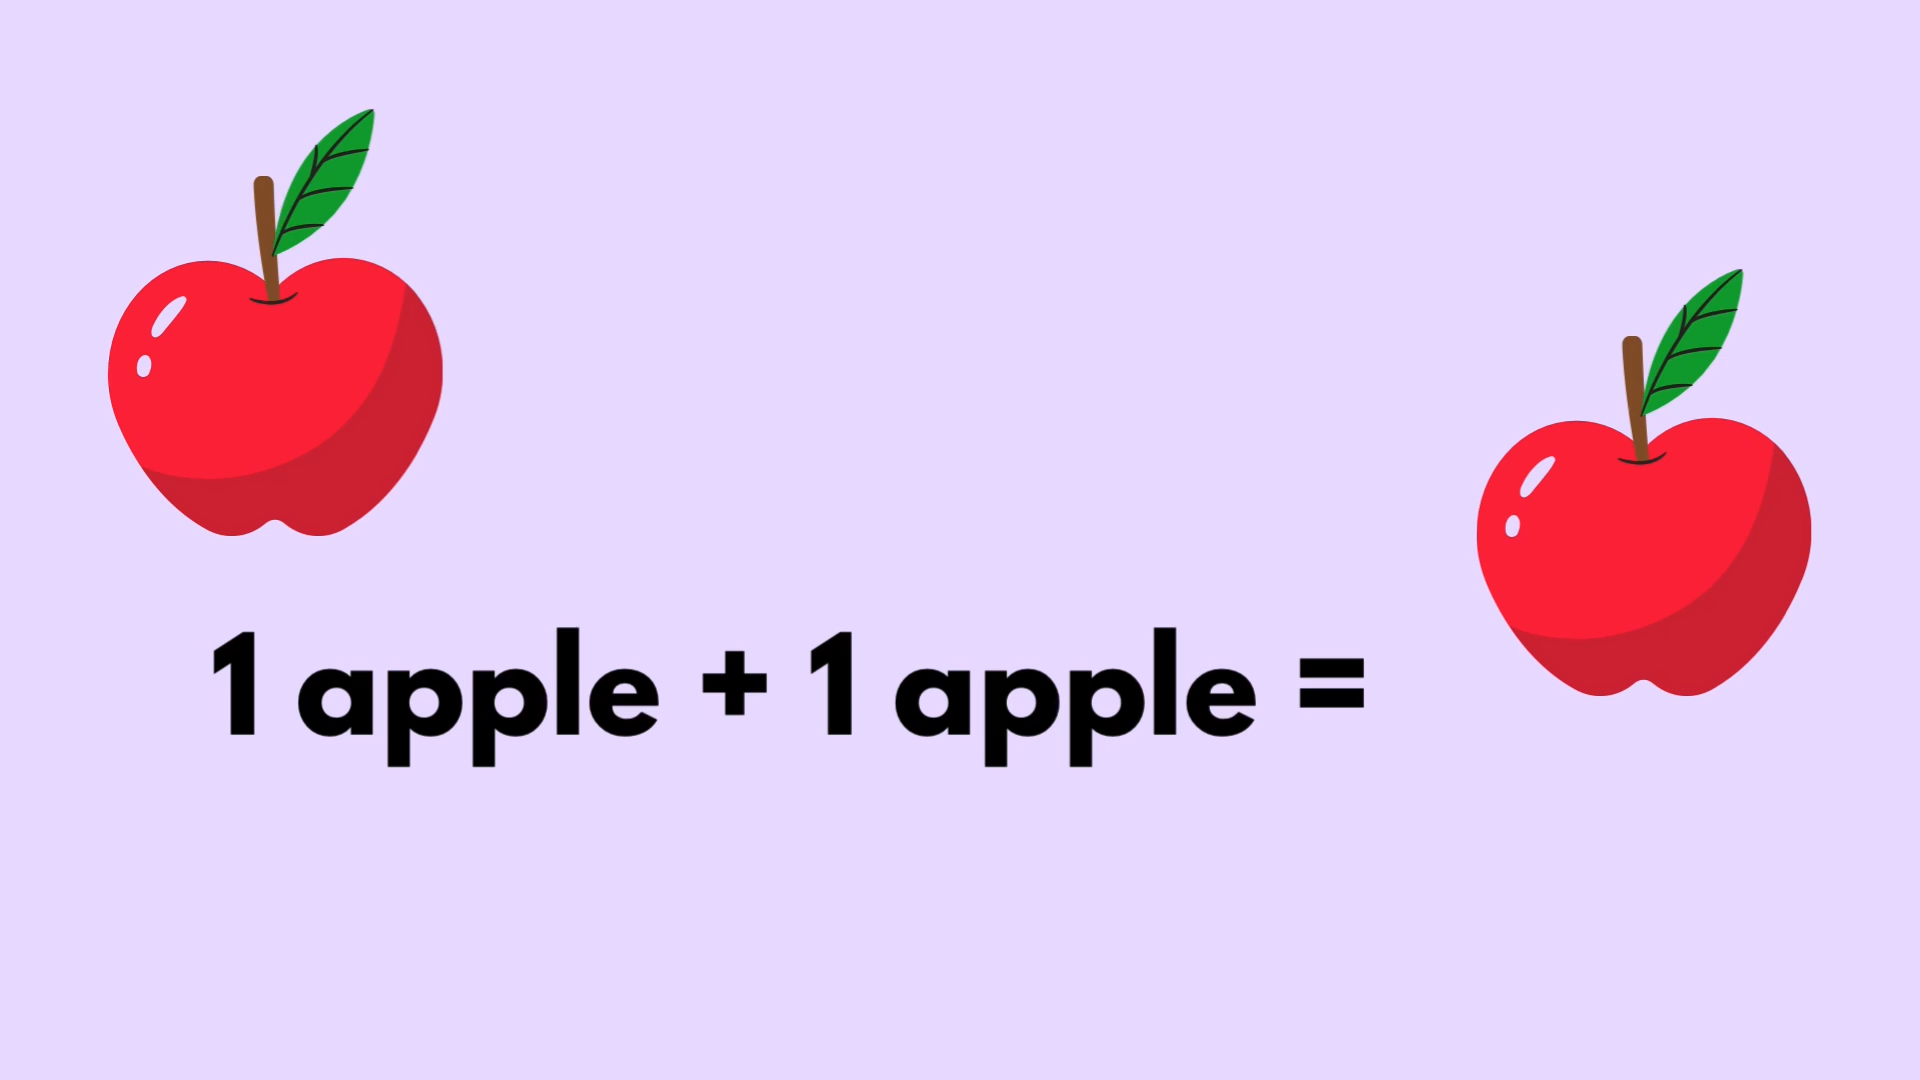 1 apple + 1 apple =